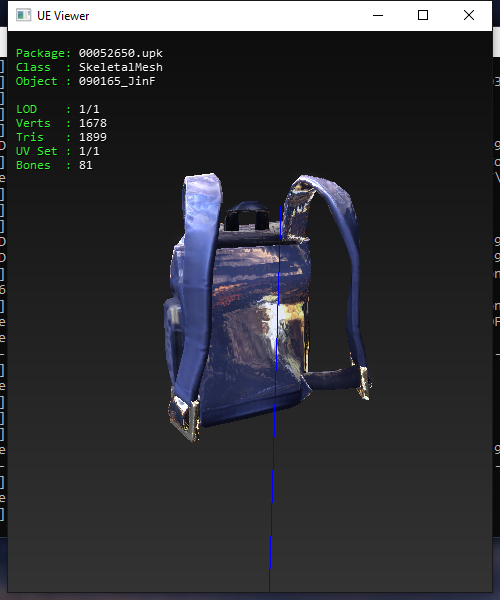 UE Viewer
Package: 00052650.upk
Class : SkeletalMesh
Object : 090165_JinF
LOD : 1/1
Verts : 1678
Tris : 1899
UV Set : 1/1
Bones : 81